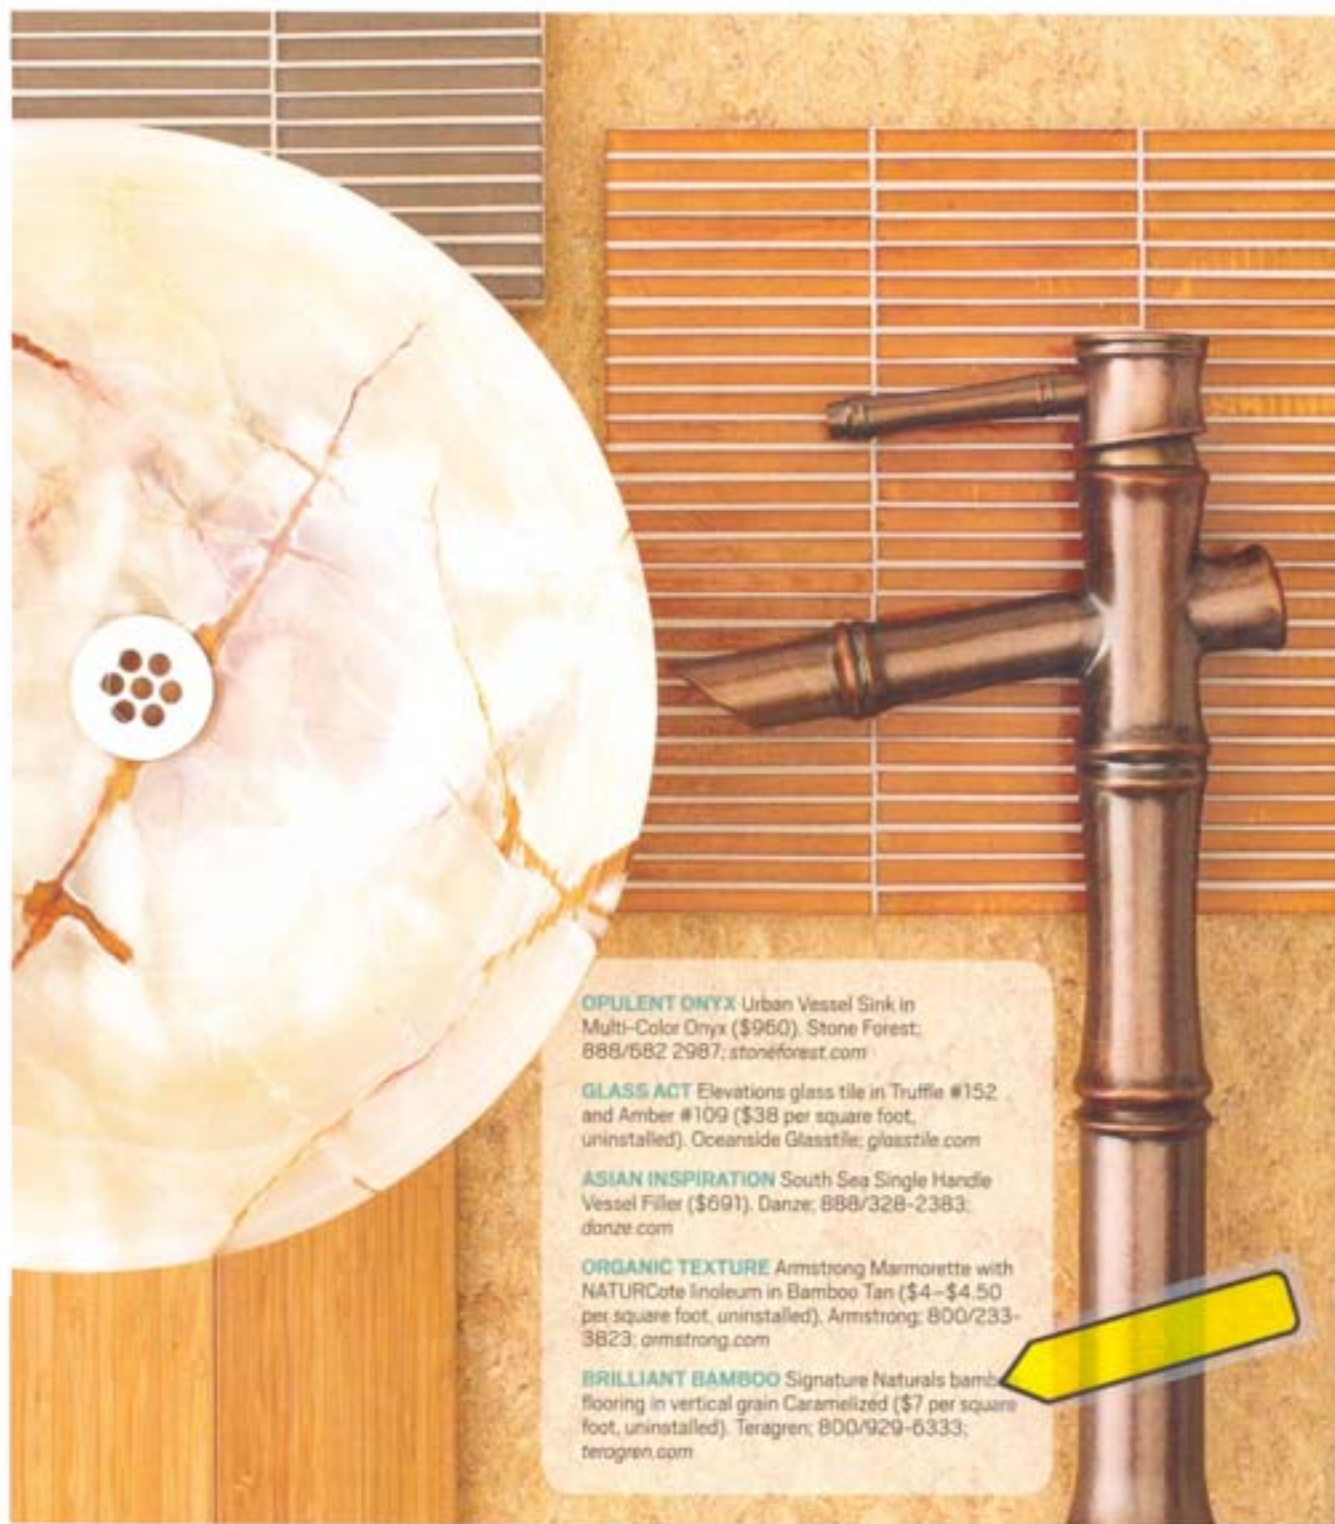 OPULENT ONYX Urban Vessel Sink in
Multi-Color Onyx ($960). Stone Forest;
888/682 2987; stoneforest.com
GLASS ACT Elevations glass tile in Truffle #152
and Amber #109 ($38 per square foot,
uninstalled). Oceanside Glasstile; glasstile.com
ASIAN INSPIRATION South Sea Single Handle
Vessel Filler ($691). Danze; 888/328-2383;
danze.com
ORGANIC TEXTURE Armstrong Marmorette with
NATURCote linoleum in Bamboo Tan ($4–$4.50
per square foot, uninstalled). Armstrong; 800/233-
3823; armstrong.com
BRILLIANT BAMBOO Signature Naturals
flooring in vertical grain Caramelized ($7 per square
foot, uninstalled). Teragren; 800/929-6333;
teragren.com